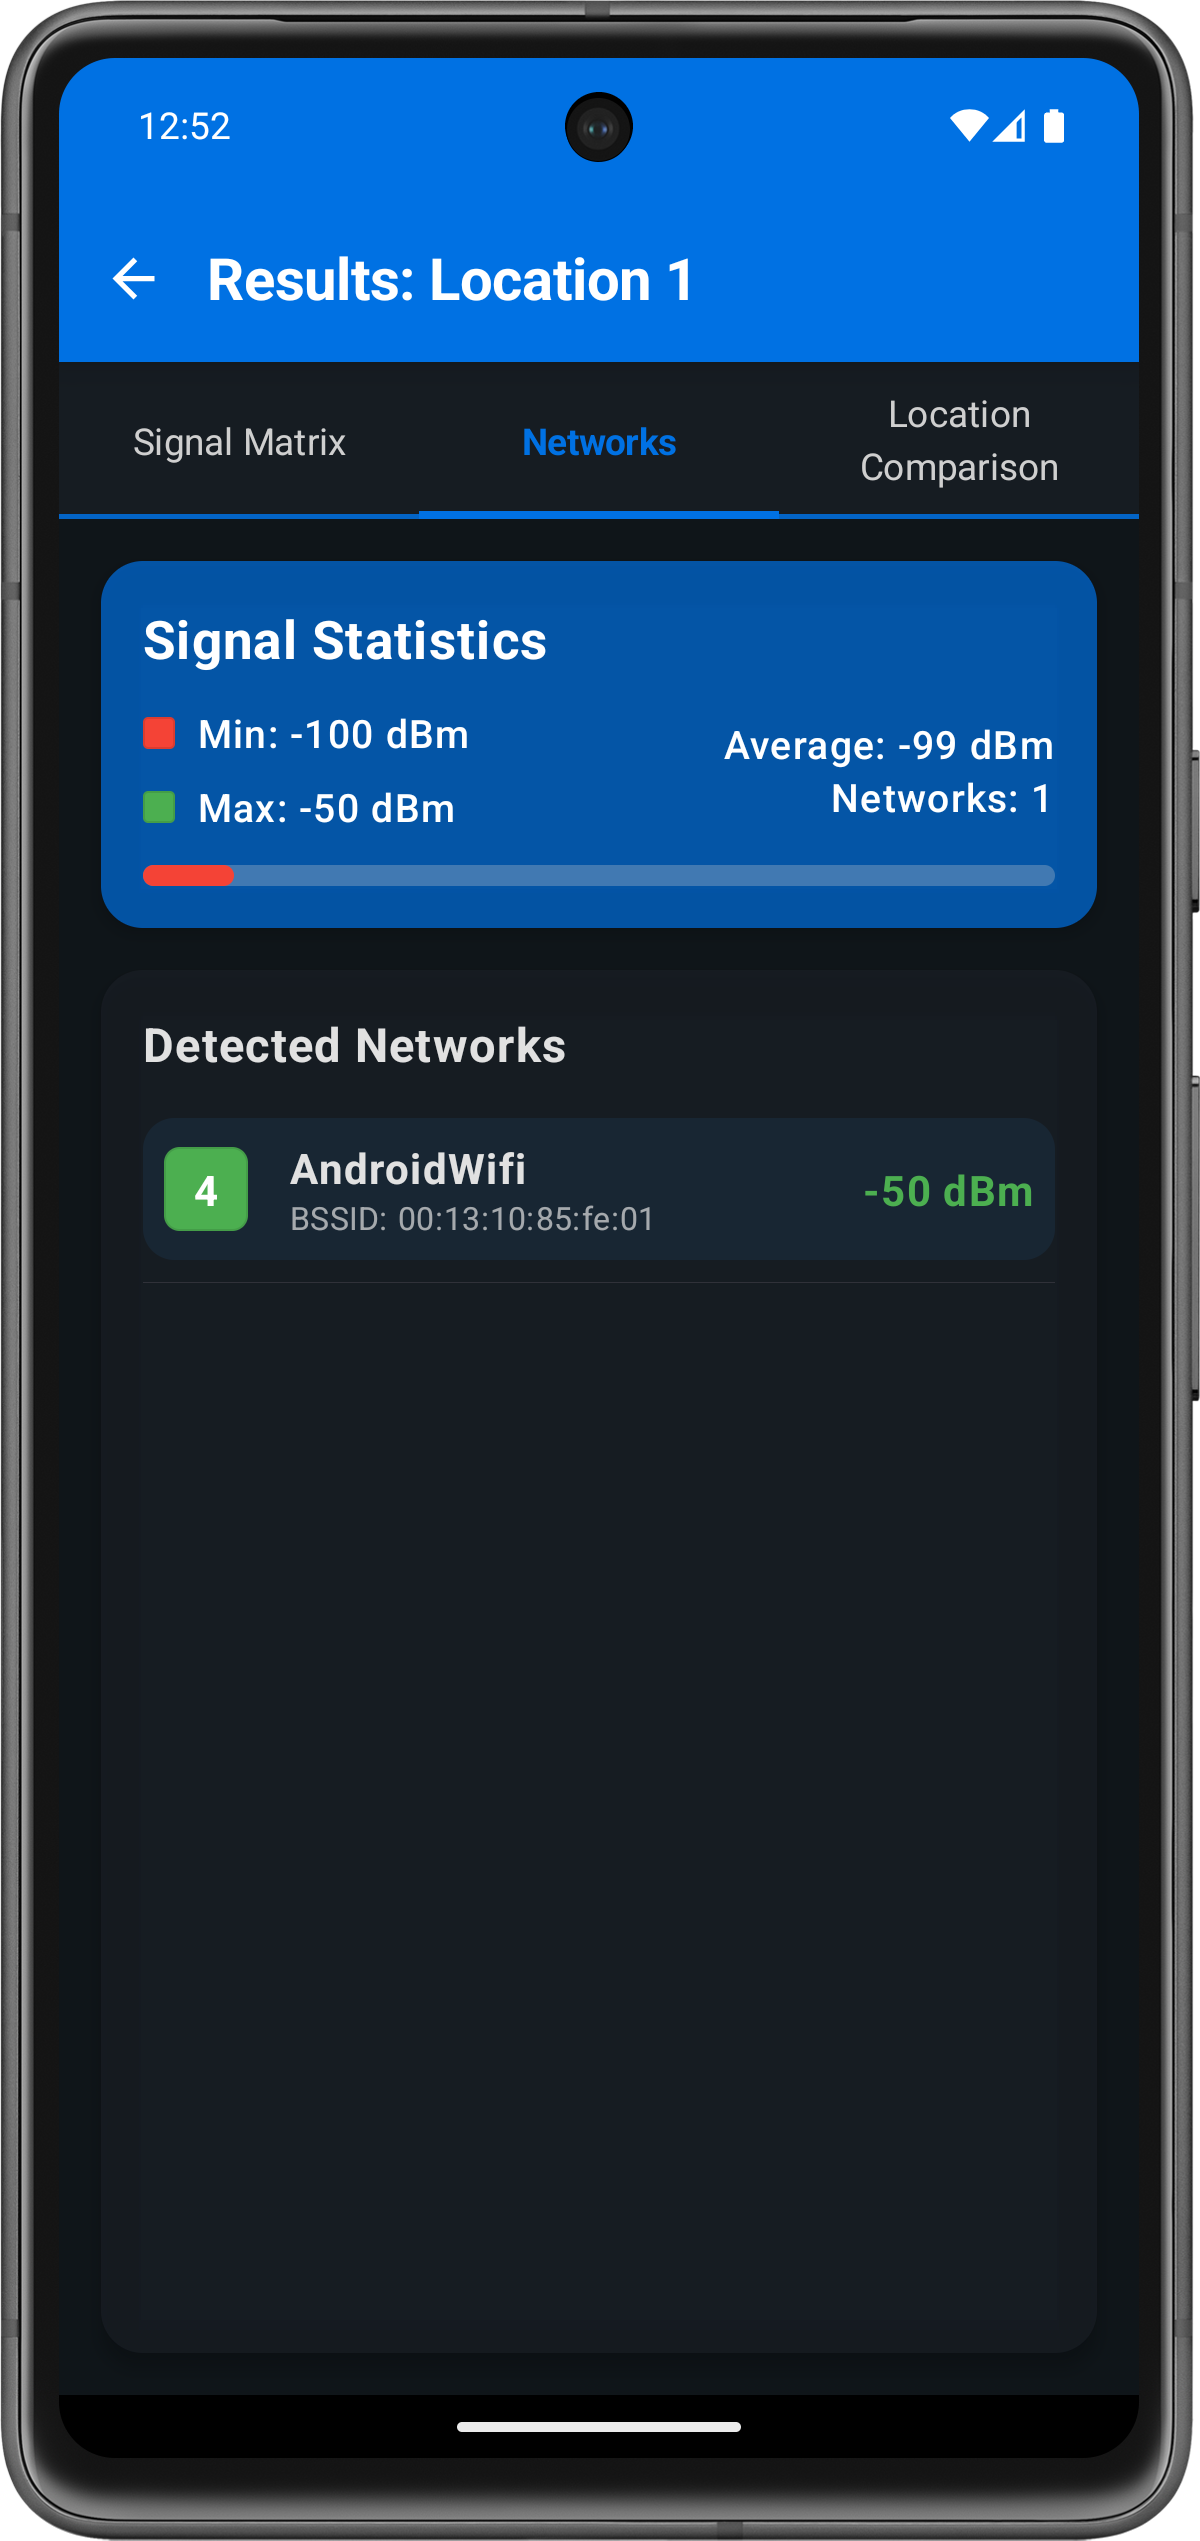 12:52
Results: Location 1
Signal Matrix
Networks
Location
Comparison
Signal Statistics
Min: -100 dBm
Max: -50 dBm
Average: -99 dBm
Networks: 1
Detected Networks
4
AndroidWifi
BSSID: 00:13:10:85:fe:01
-50 dBm